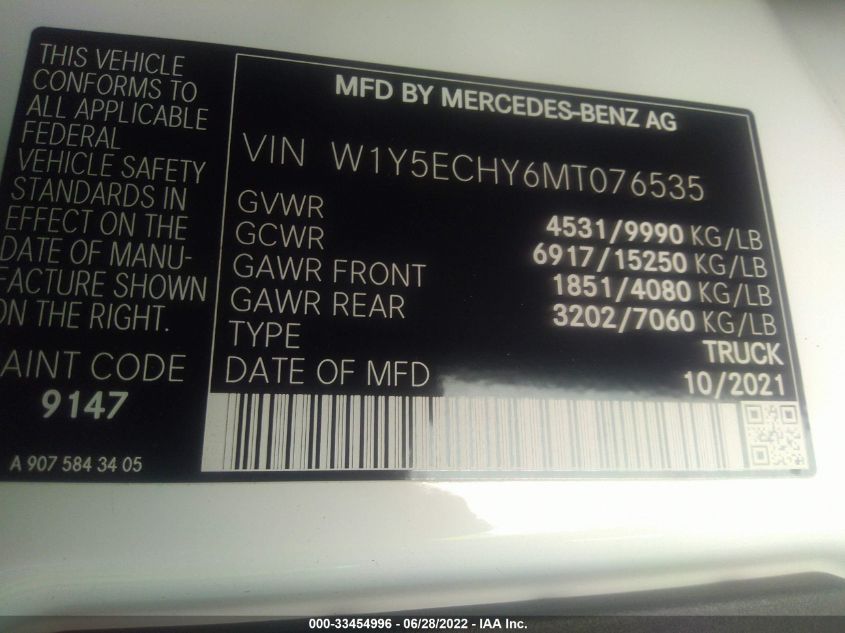 THIS VEHICLE
CONFORMS TO
ALL APPLICABLE
FEDERAL
VEHICLE SAFETY
STANDARDS IN
EFFECT ON THE
DATE OF MANU-
FACTURE SHOWN
ON THE RIGHT.
AINT CODE
9147
A 907 584 34 05
MFD BY MERCEDES-BENZ AG
VIN W1Y5ECHY6MT076535
GVWR 4531/9990 KG/LB
GCWR 6917/15250 KG/LB
GAWR FRONT 1851/4080 KG/LB
GAWR REAR 3202/7060 KG/LB
TYPE TRUCK
DATE OF MFD 10/2021
000-33454996 - 06/28/2022 - IAA Inc.